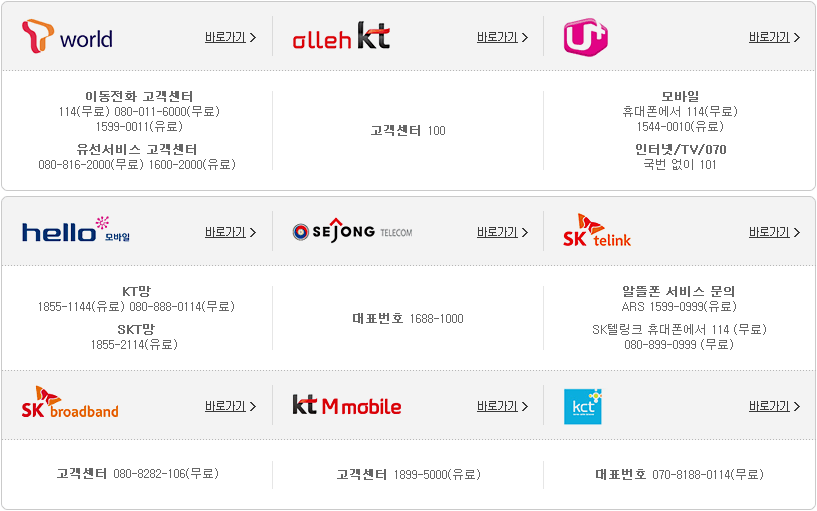 T world 바로가기 >
olleh kt 바로가기 >
U+ 바로가기 >
이동전화 고객센터
114(무료) 080-011-6000(무료)
1599-0011(유료)
유선서비스 고객센터
080-816-2000(무료) 1600-2000(유료)
고객센터 100
모바일
휴대폰에서 114(무료)
1544-0010(유료)
인터넷/TV/070
국번 없이 101
hello 모바일 바로가기 >
SEJONG TELECOM 바로가기 >
SK telink 바로가기 >
KT망
1855-1144(유료) 080-888-0114(무료)
SKT망
1855-2114(유료)
대표번호 1688-1000
알뜰폰 서비스 문의
ARS 1599-0999(유료)
SK텔링크 휴대폰에서 114 (무료)
080-899-0999 (무료)
SK broadband 바로가기 >
kt M mobile 바로가기 >
kct 바로가기 >
고객센터 080-8282-106(무료)
고객센터 1899-5000(유료)
대표번호 070-8188-0114(무료)